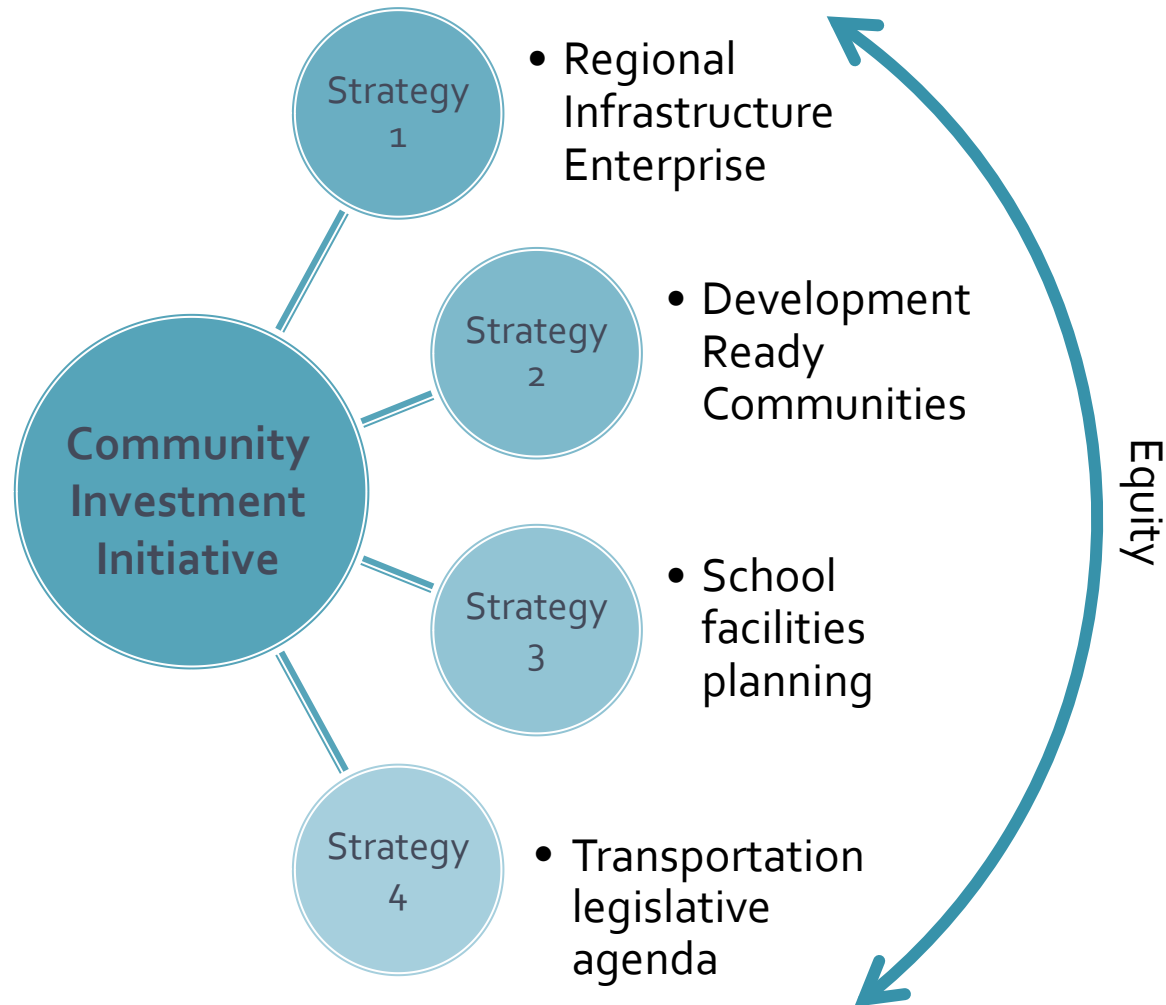 Strategy
1
• Regional
Infrastructure
Enterprise
Strategy
2
• Development
Ready
Communities
Community
Investment
Initiative
Strategy
3
• School
facilities
planning
Strategy
4
• Transportation
legislative
agenda
Equity